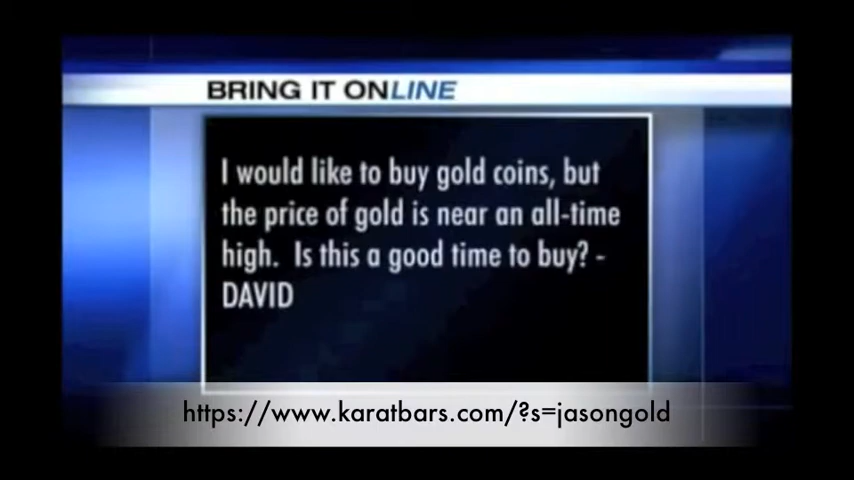 BRING IT ONLINE
I would like to buy gold coins, but
the price of gold is near an all-time
high. Is this a good time to buy? -
DAVID
https://www.karatbars.com/?s=jasongold